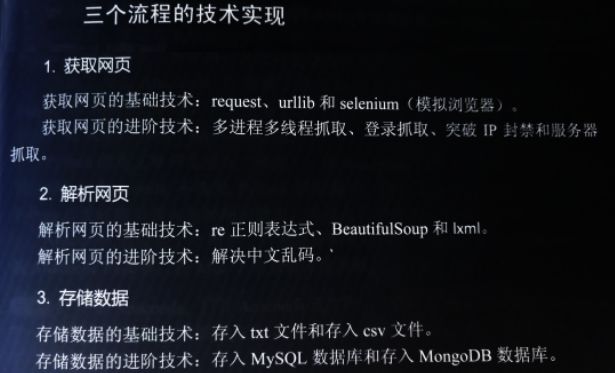 三个流程的技术实现
1. 获取网页
获取网页的基础技术：request、urllib 和 selenium（模拟浏览器）。
获取网页的进阶技术：多进程多线程抓取、登录抓取、突破 IP 封禁和服务器
抓取。
2. 解析网页
解析网页的基础技术：re 正则表达式、BeautifulSoup 和 lxml。
解析网页的进阶技术：解决中文乱码。
3. 存储数据
存储数据的基础技术：存入 txt 文件和存入 csv 文件。
存储数据的进阶技术：存入 MySQL 数据库和存入 MongoDB 数据库。